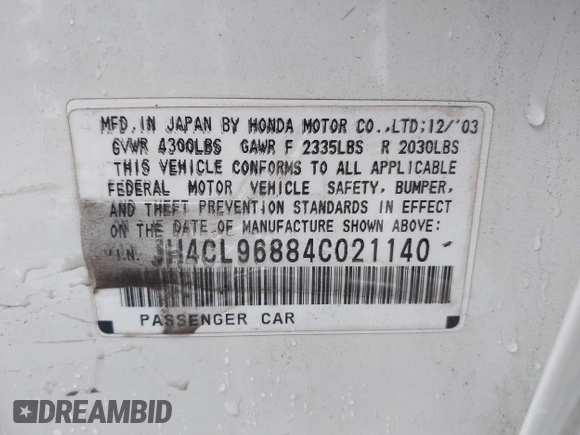 MFD. IN JAPAN BY HONDA MOTOR CO.,LTD;12/'03
GVWR 4300LBS GAWR F 2335LBS R 2030LBS
THIS VEHICLE CONFORMS TO ALL APPLICABLE
FEDERAL MOTOR VEHICLE SAFETY, BUMPER,
AND THEFT PREVENTION STANDARDS IN EFFECT
ON THE DATE OF MANUFACTURE SHOWN ABOVE:
V.I.N. JH4CL96884C021140
PASSENGER CAR
DREAMBID